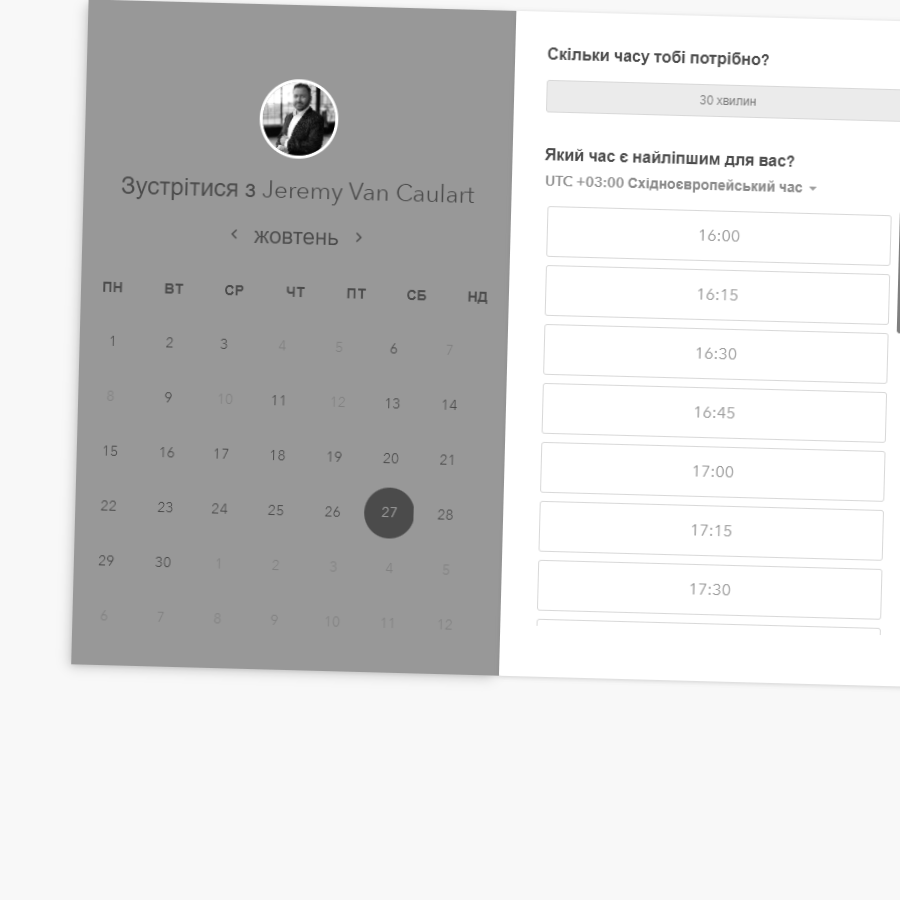 Зустрітися з Jeremy Van Caulart
жовтень
ПН ВТ СР ЧТ ПТ СБ НД
1 2 3 4 5 6 7
8 9 10 11 12 13 14
15 16 17 18 19 20 21
22 23 24 25 26 27 28
29 30 1 2 3 4 5
6 7 8 9 10 11 12
Скільки часу тобі потрібно?
30 хвилин
Який час є найліпшим для вас?
UTC +03:00 Східноєвропейський час
16:00
16:15
16:30
16:45
17:00
17:15
17:30